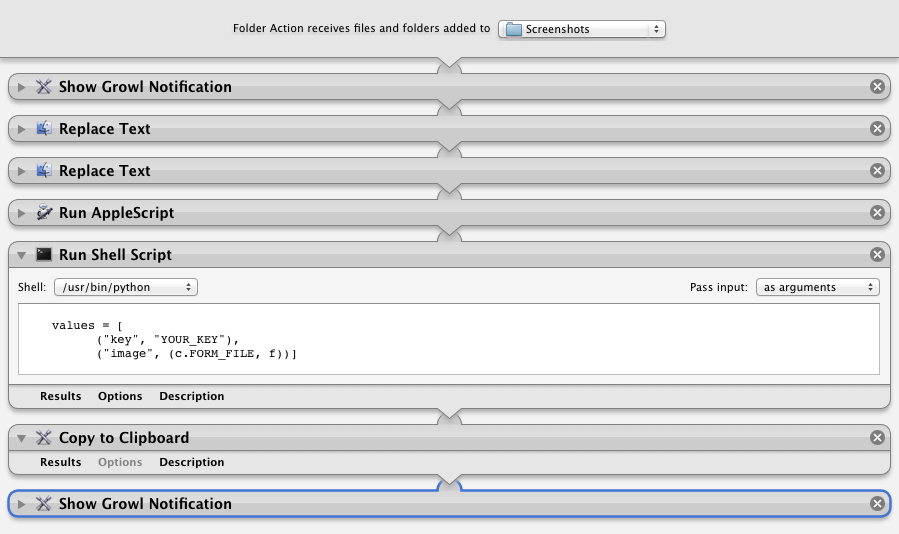 Folder Action receives files and folders added to Screenshots
Show Growl Notification
Replace Text
Replace Text
Run AppleScript
Run Shell Script
Shell: /usr/bin/python Pass input: as arguments
values = [
("key", "YOUR_KEY"),
("image", (c.FORM_FILE, f))]
Results Options Description
Copy to Clipboard
Results Options Description
Show Growl Notification